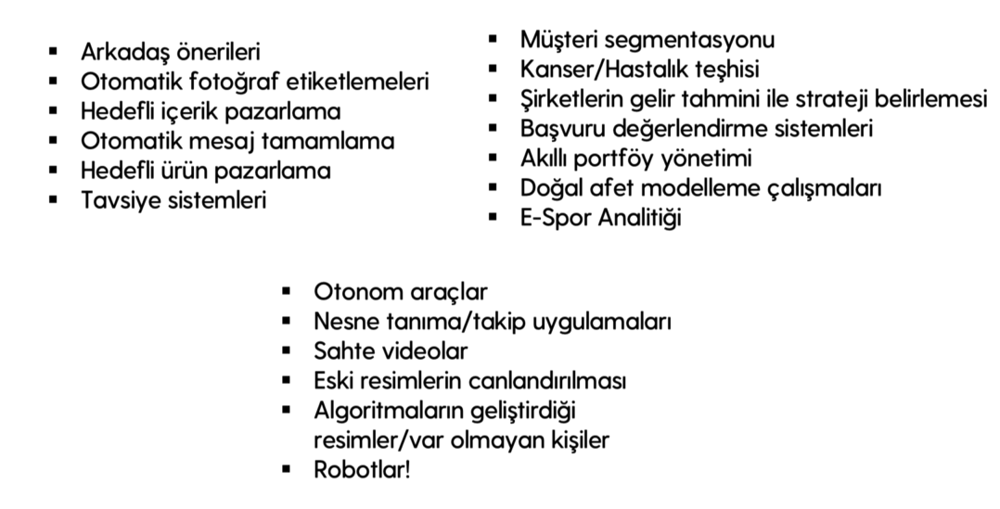 ▪ Arkadaş önerileri
▪ Otomatik fotoğraf etiketlemeleri
▪ Hedefli içerik pazarlama
▪ Otomatik mesaj tamamlama
▪ Hedefli ürün pazarlama
▪ Tavsiye sistemleri
▪ Müşteri segmentasyonu
▪ Kanser/Hastalık teşhisi
▪ Şirketlerin gelir tahmini ile strateji belirlemesi
▪ Başvuru değerlendirme sistemleri
▪ Akıllı portföy yönetimi
▪ Doğal afet modelleme çalışmaları
▪ E-Spor Analitiği
▪ Otonom araçlar
▪ Nesne tanıma/takip uygulamaları
▪ Sahte videolar
▪ Eski resimlerin canlandırılması
▪ Algoritmaların geliştirdiği
resimler/var olmayan kişiler
▪ Robotlar!